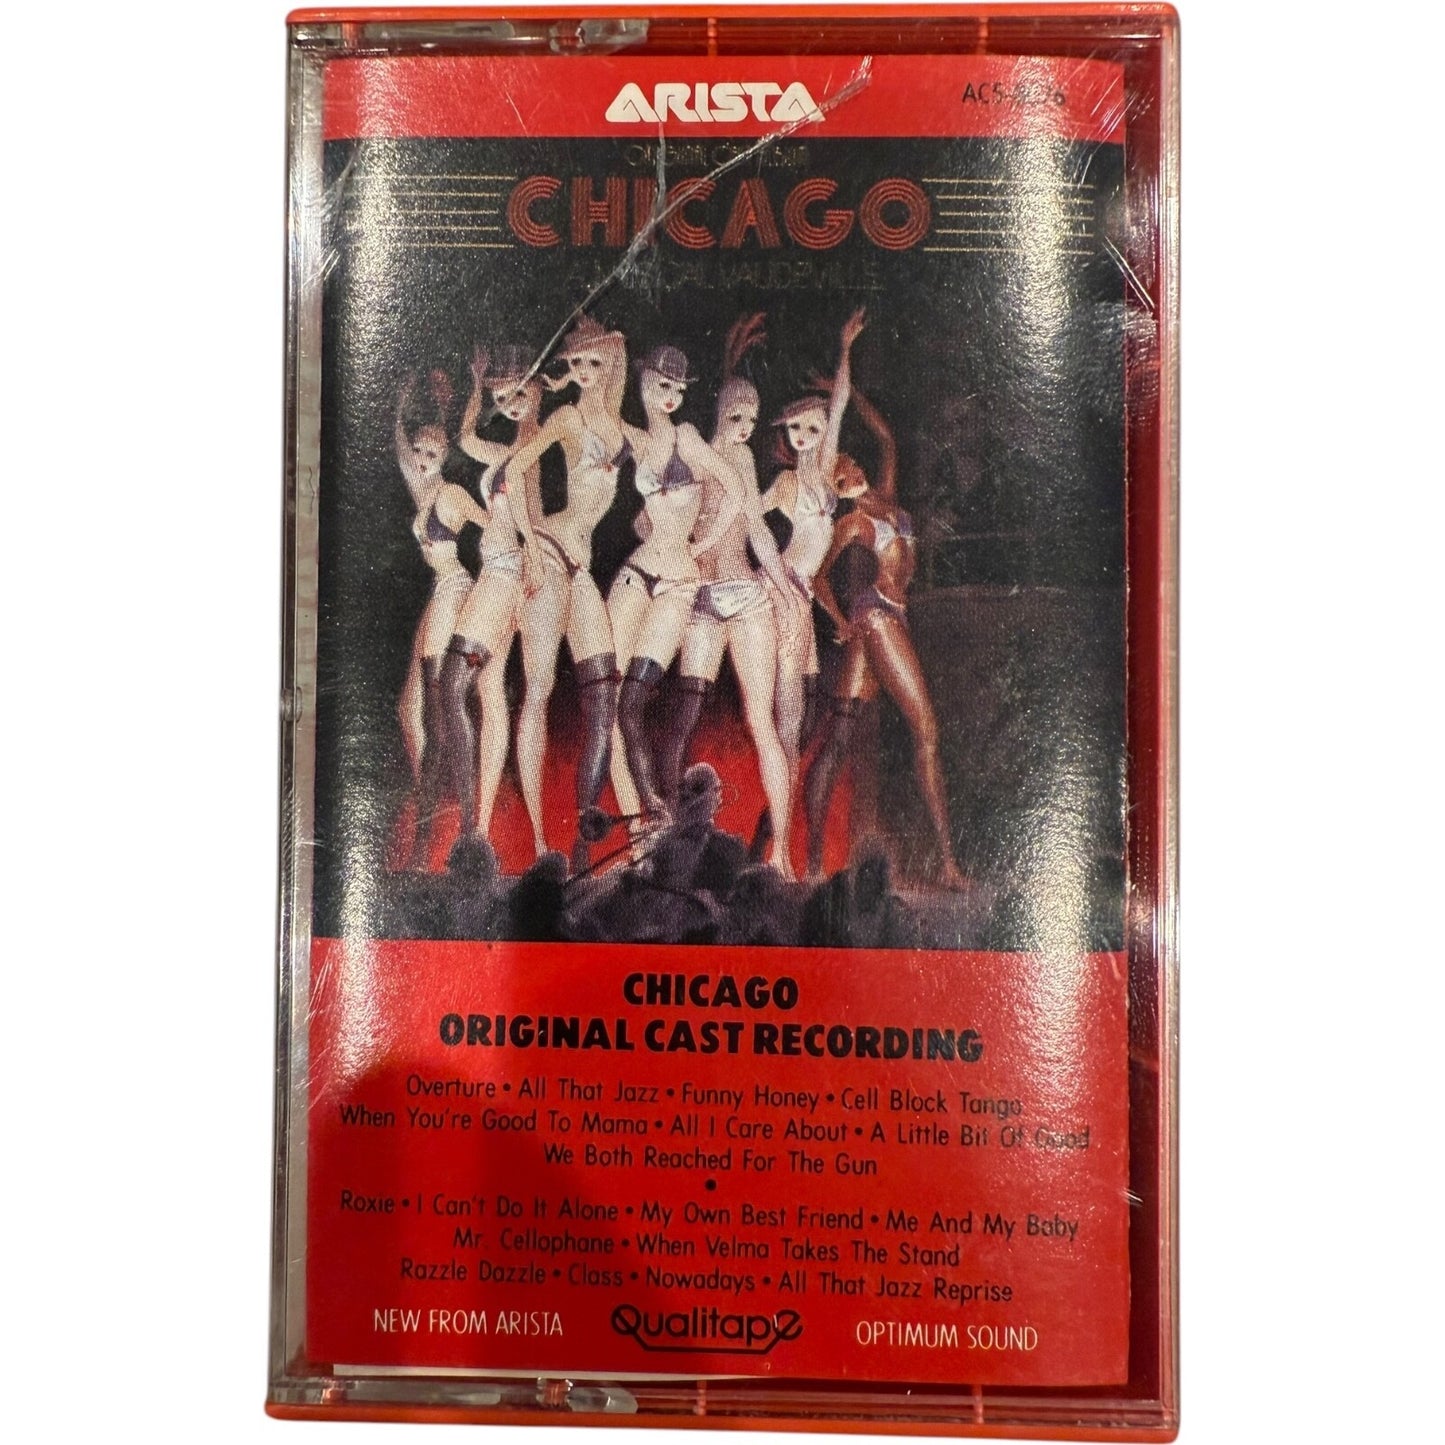 ARISTA
CHICAGO
A MUSICAL VAUDEVILLE
CHICAGO
ORIGINAL CAST RECORDING
Overture • All That Jazz • Funny Honey • Cell Block Tango
When You're Good To Mama • All I Care About • A Little Bit Of Good
We Both Reached For The Gun
•
Roxie • I Can't Do It Alone • My Own Best Friend • Me And My Baby
Mr. Cellophane • When Velma Takes The Stand
Razzle Dazzle • Class • Nowadays • All That Jazz Reprise
NEW FROM ARISTA Qualitape OPTIMUM SOUND